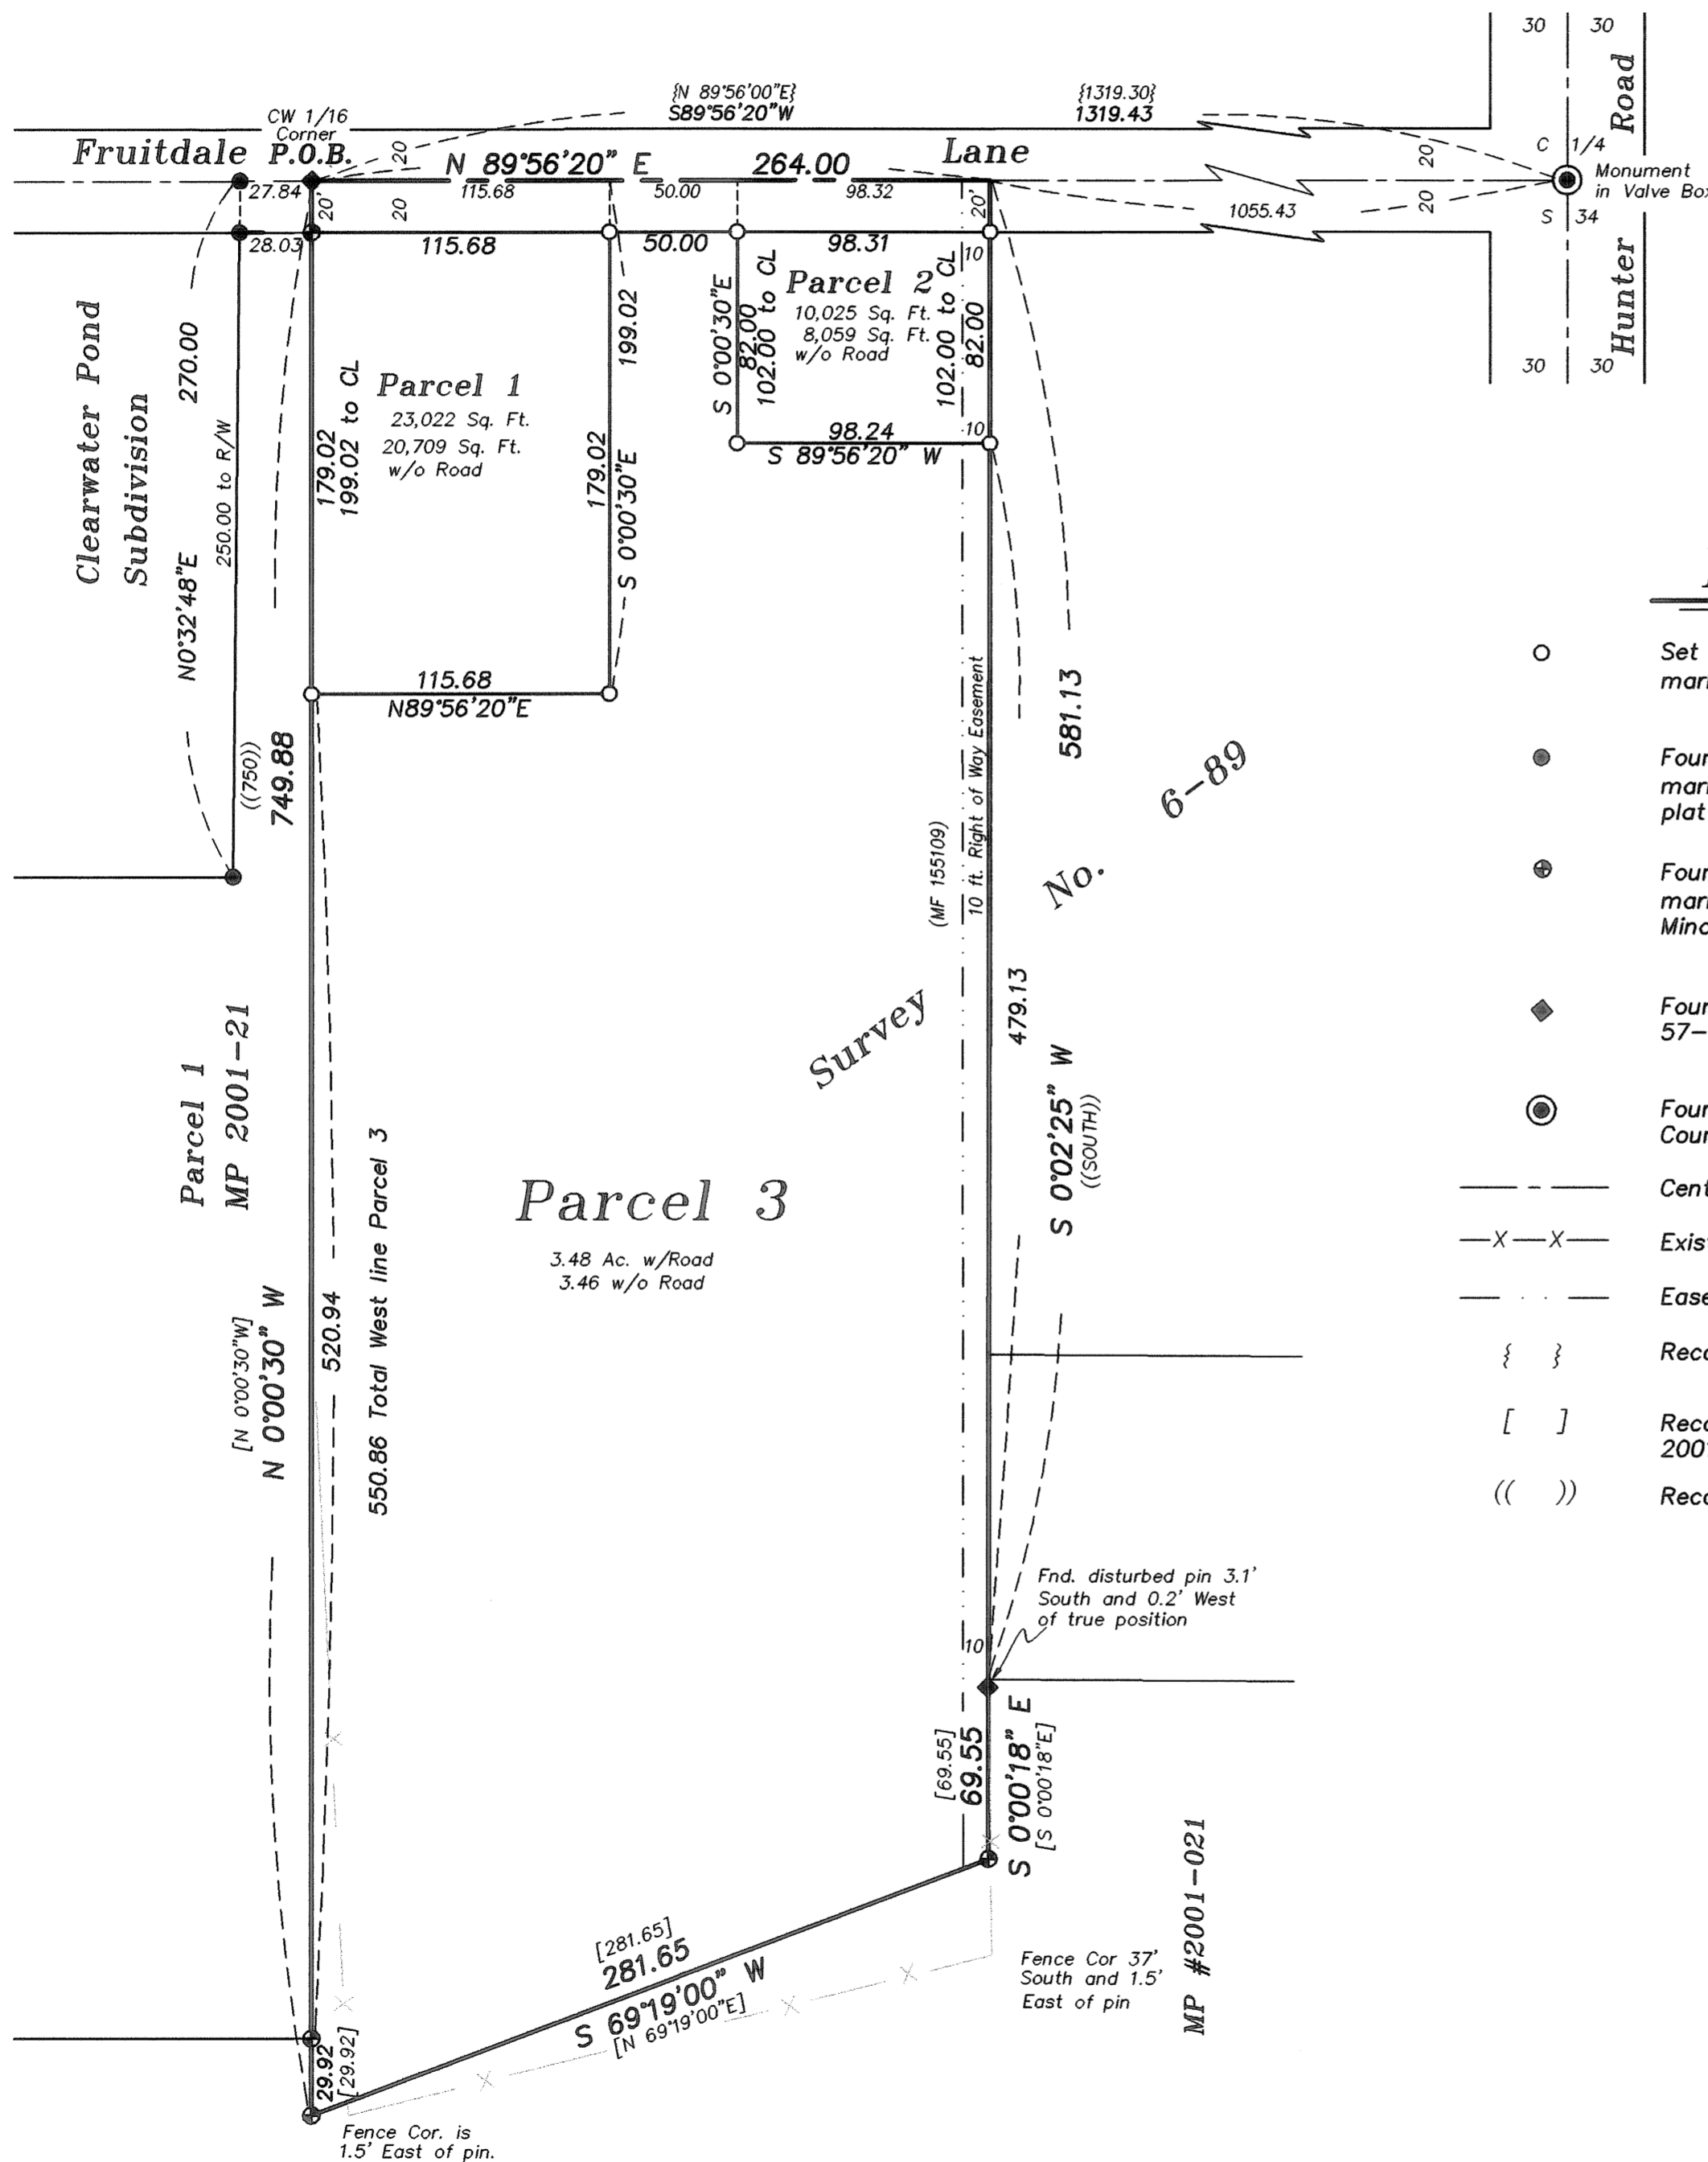 30
30
Road
{N 89°56'00"E}
S89°56'20"W
{1319.30}
1319.43
CW 1/16
Corner
P.O.B.
Fruitdale
20
N 89°56'20" E
264.00
Lane
20
C
1/4
Monument
in Valve Box
27.84
20'
115.68
20
50.00
98.32
20'
1055.43
20
S
34
28.03
115.68
50.00
98.31
10
30
30
Hunter
Clearwater Pond
Subdivision
270.00
N0°32'48"E
250.00 to R/W
179.02
199.02 to CL
Parcel 1
23,022 Sq. Ft.
20,709 Sq. Ft.
w/o Road
199.02
179.02
S 0°00'30"E
S 0°00'30"E
82.00
102.00 to CL
Parcel 2
10,025 Sq. Ft.
8,059 Sq. Ft.
w/o Road
102.00 to CL
82.00
10
98.24
S 89°56'20" W
115.68
N89°56'20"E
((750))
749.88
581.13
10 ft. Right of Way Easement
(MF 155109)
Survey
No.
6-89
479.13
S 0°02'25" W
((SOUTH))
Parcel 1
MP 2001-21
[N 0°00'30"W]
N 0°00'30" W
520.94
550.86 Total West line Parcel 3
Parcel 3
3.48 Ac. w/Road
3.46 w/o Road
Set
Cent
Exis
Ease
57-
Fnd. disturbed pin 3.1'
South and 0.2' West
of true position
10
[69.55]
69.55
S 0°00'18" E
[S 0°00'18"E]
MP #2001-021
[281.65]
281.65
S 69°19'00" W
[N 69°19'00"E]
Fence Cor 37'
South and 1.5'
East of pin
29.92
[29.92]
Fence Cor. is
1.5' East of pin.